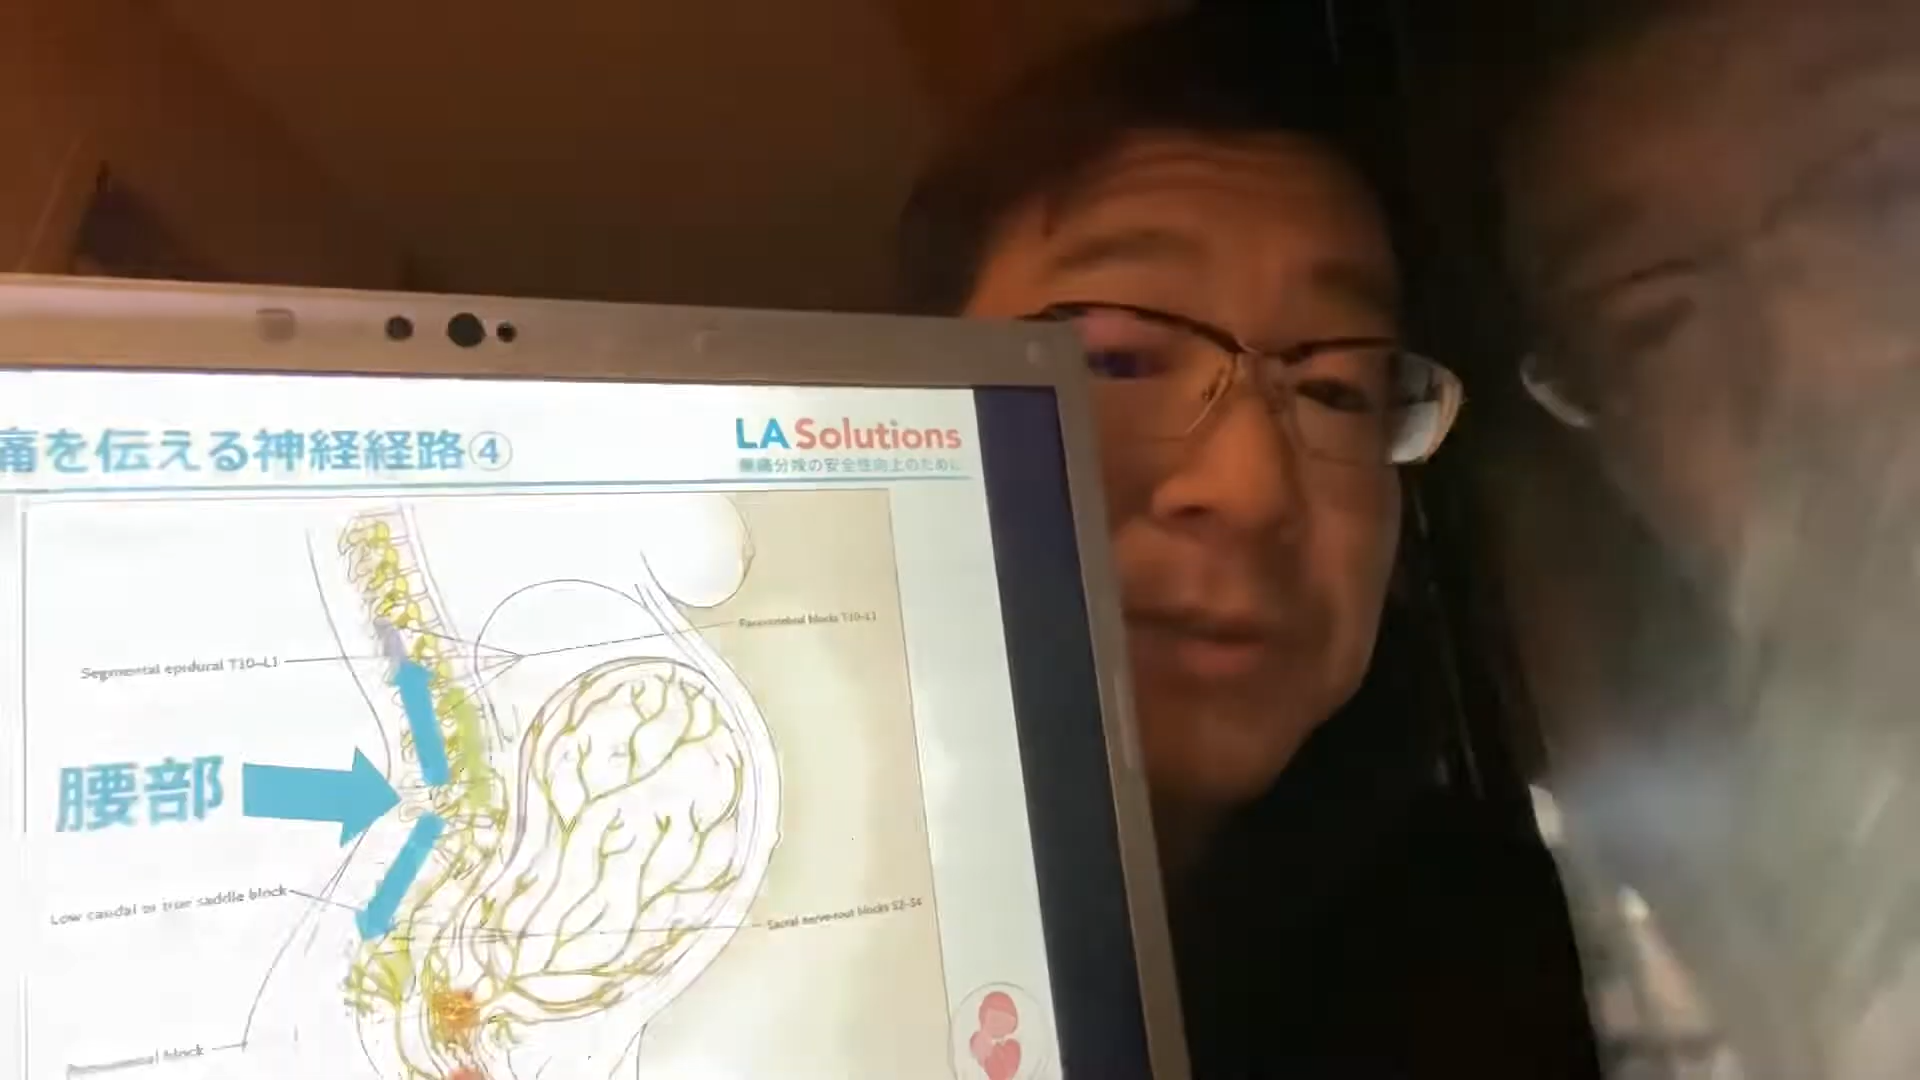 痛を伝える神経経路④
LA Solutions
無痛分娩の安全性向上のために
Paravertebral blocks T10-L1
Segmental epidural T10-L1
腰部
Low caudal or true saddle block
Sacral nerve-root blocks S2-S4
block